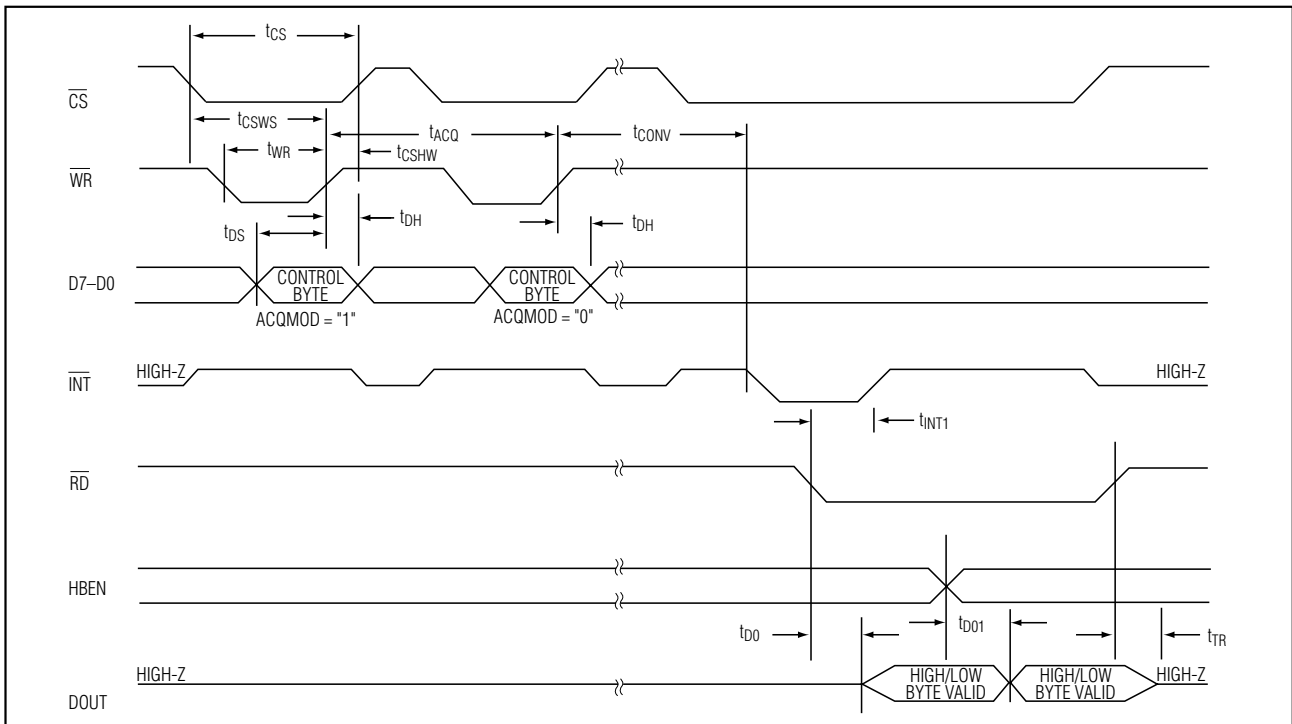 tCS
CS
tCSWS
tACQ
tCONV
tWR
tCSHW
WR
tDH
tDH
tDS
D7–D0
CONTROL
BYTE
CONTROL
BYTE
ACQMOD = "1"
ACQMOD = "0"
HIGH-Z
HIGH-Z
INT
tINT1
RD
HBEN
tD0
tD01
tTR
HIGH-Z
HIGH/LOW
BYTE VALID
HIGH/LOW
BYTE VALID
HIGH-Z
DOUT